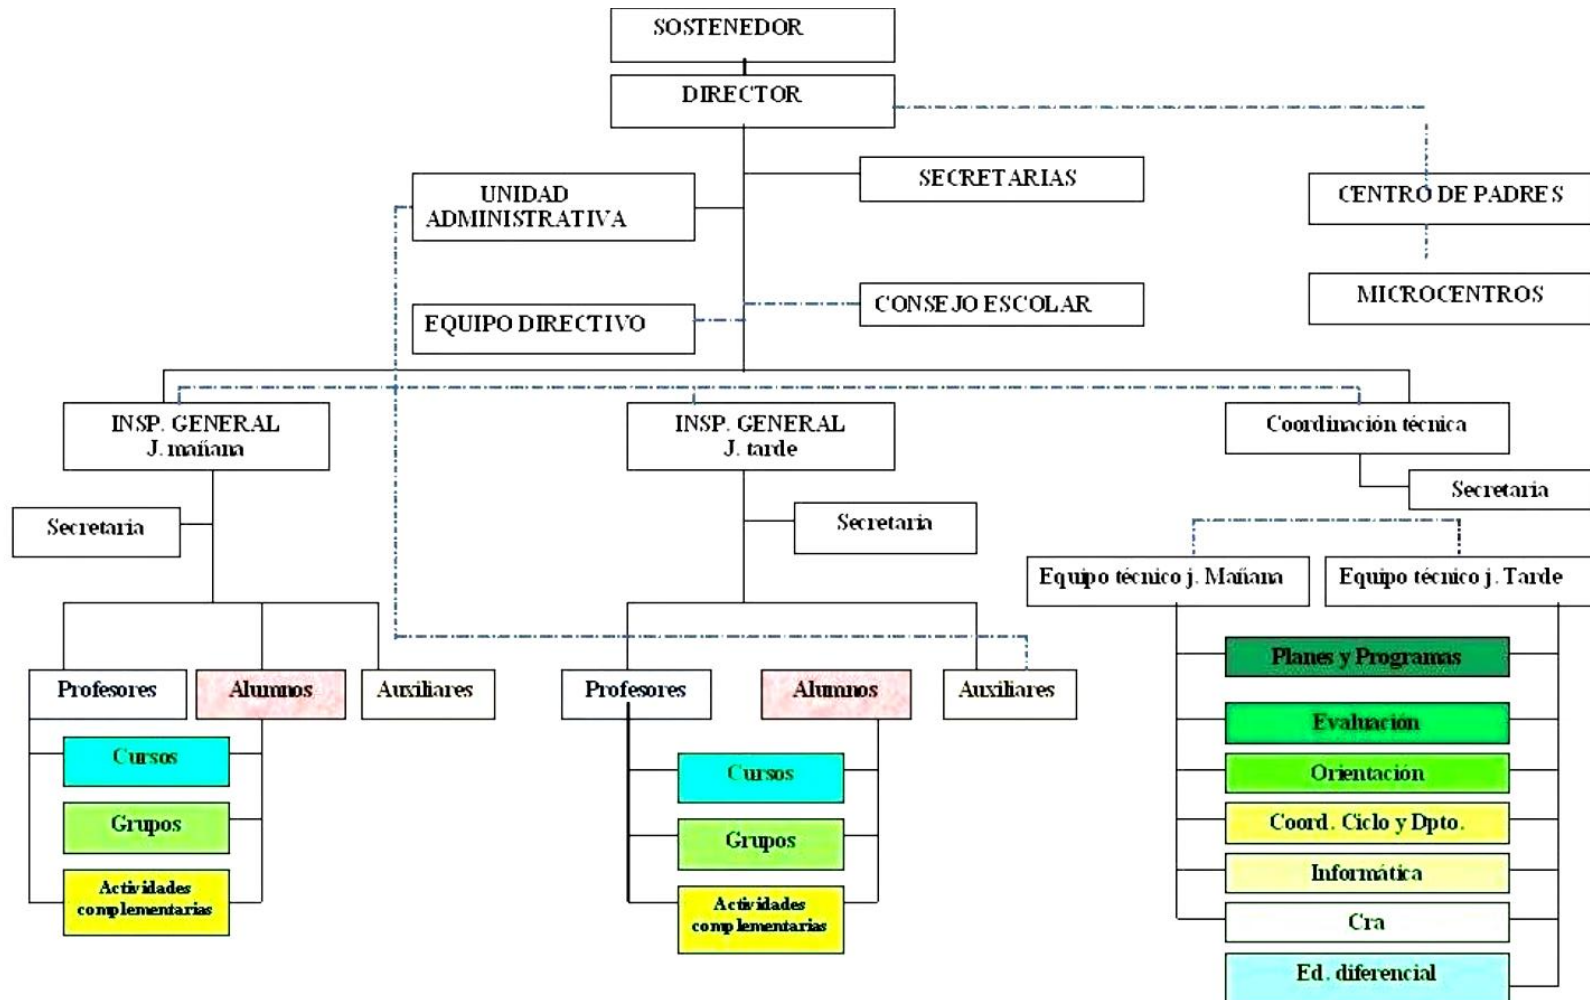 SOSTENEDOR
DIRECTOR
SECRETARIAS
UNIDAD
ADMINISTRATIVA
CENTRO DE PADRES
CONSEJO ESCOLAR
MICROCENTROS
EQUIPO DIRECTIVO
INSP. GENERAL
J. mañana
INSP. GENERAL
J. tarde
Coordinación técnica
Secretaria
Secretaria
Secretaria
Equipo técnico j. Mañana
Equipo técnico j. Tarde
Profesores
Alumnos
Auxiliares
Profesores
Alumnos
Auxiliares
Cursos
Grupos
Actividades
complementarias
Cursos
Grupos
Actividades
complementarias
Planes y Programas
Evaluación
Orientación
Coord. Ciclo y Dpto.
Informática
Cra
Ed. diferencial